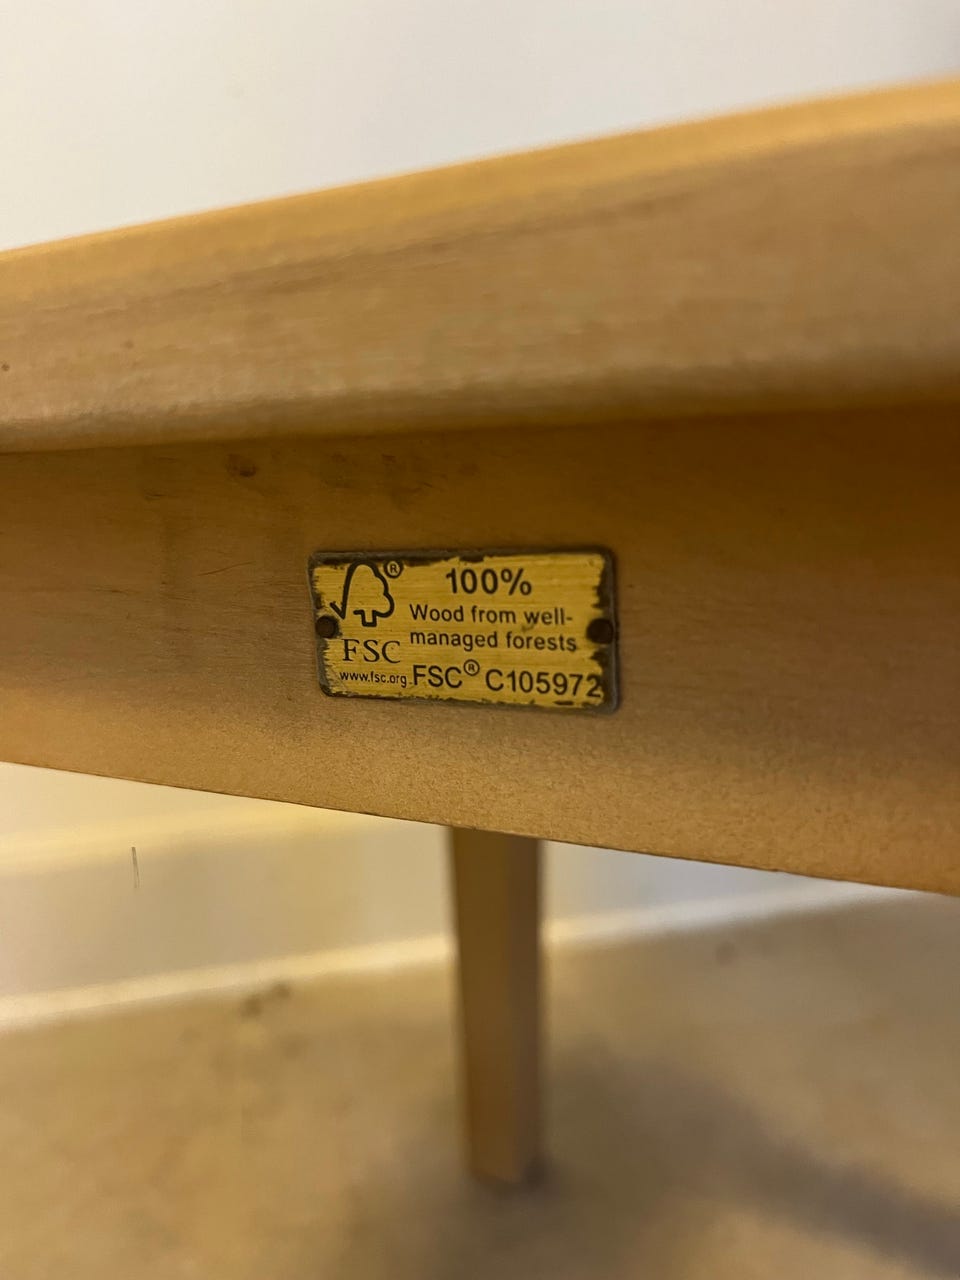 ®
100%
Wood from well-
managed forests
FSC
www.fsc.org FSC® C105972